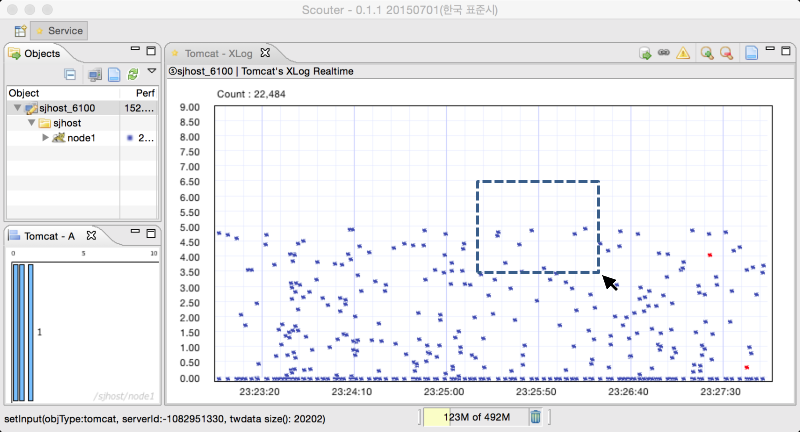 Scouter - 0.1.1 20150701(한국 표준시)
Service
Objects
Object Perf
sjhost_6100 152....
sjhost
node1 2...
Tomcat - A
0 5 10
1
/sjhost/node1
Tomcat - XLog
①sjhost_6100 | Tomcat's XLog Realtime
Count : 22,484
9.00
8.50
8.00
7.50
7.00
6.50
6.00
5.50
5.00
4.50
4.00
3.50
3.00
2.50
2.00
1.50
1.00
0.50
0.00
23:23:20 23:24:10 23:25:00 23:25:50 23:26:40 23:27:30
setInput(objType:tomcat, serverId:-1082951330, twdata size(): 20202)
123M of 492M